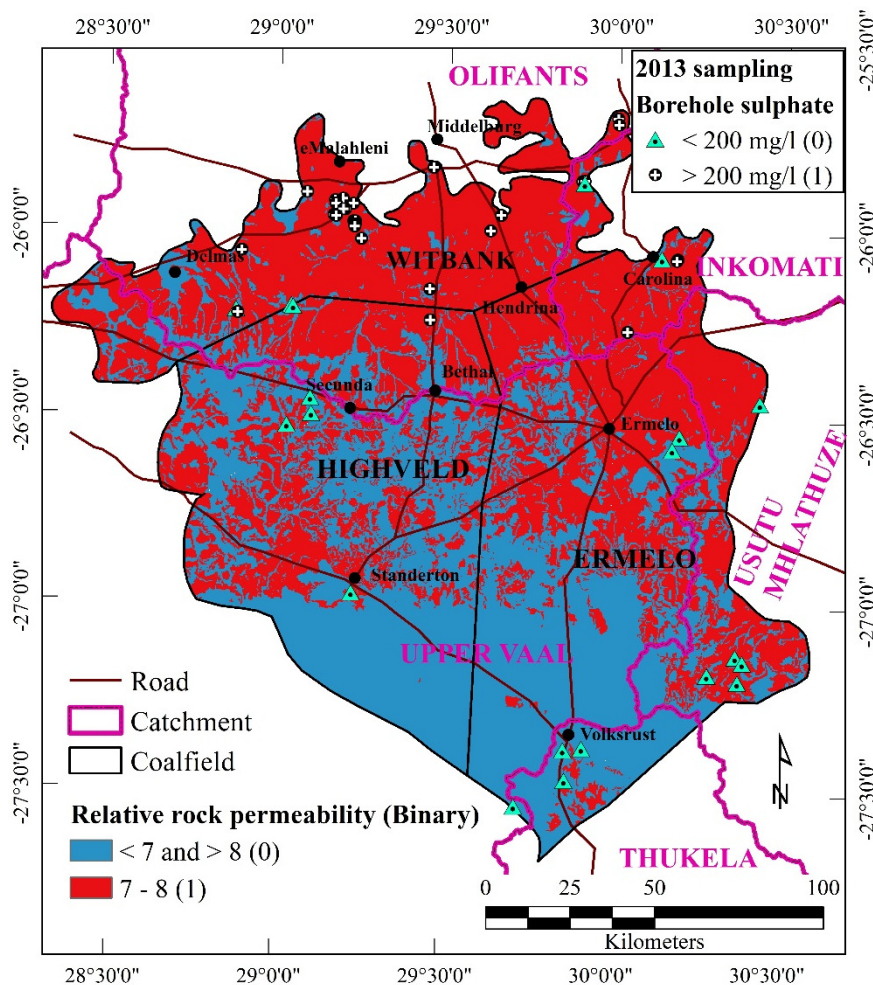 28°30'0"
29°0'0"
29°30'0"
30°0'0"
30°30'0"
-25°30'0"
OLIFANTS
2013 sampling
Borehole sulphate
< 200 mg/l (0)
> 200 mg/l (1)
Middelburg
eMalahleni
-26°0'0"
-26°0'0"
Delmas
WITBANK
Carolina
INKOMATI
Hendrina
Secunda
Bethal
-26°30'0"
-26°30'0"
Ermelo
HIGHVELD
USUTU
MHLATHUZE
ERMELO
Standerton
-27°0'0"
-27°0'0"
UPPER VAAL
Road
Catchment
Coalfield
Volksrust
N
-27°30'0"
-27°30'0"
Relative rock permeability (Binary)
< 7 and > 8 (0)
7 - 8 (1)
THUKELA
0 25 50 100
Kilometers
28°30'0"
29°0'0"
29°30'0"
30°0'0"
30°30'0"